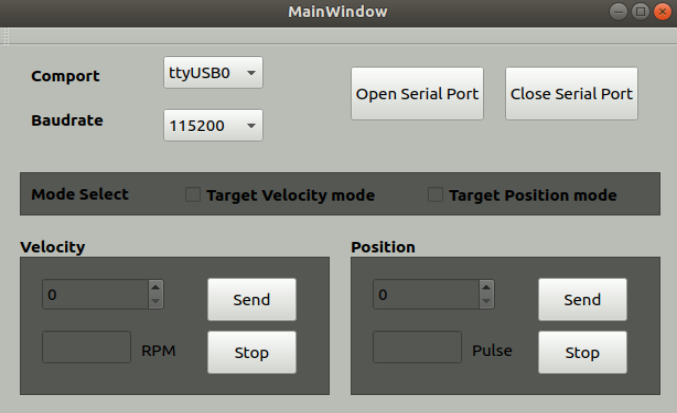 MainWindow
Comport
ttyUSB0
Open Serial Port
Close Serial Port
Baudrate
115200
Mode Select
Target Velocity mode
Target Position mode
Velocity
0
Send
RPM
Stop
Position
0
Send
Pulse
Stop